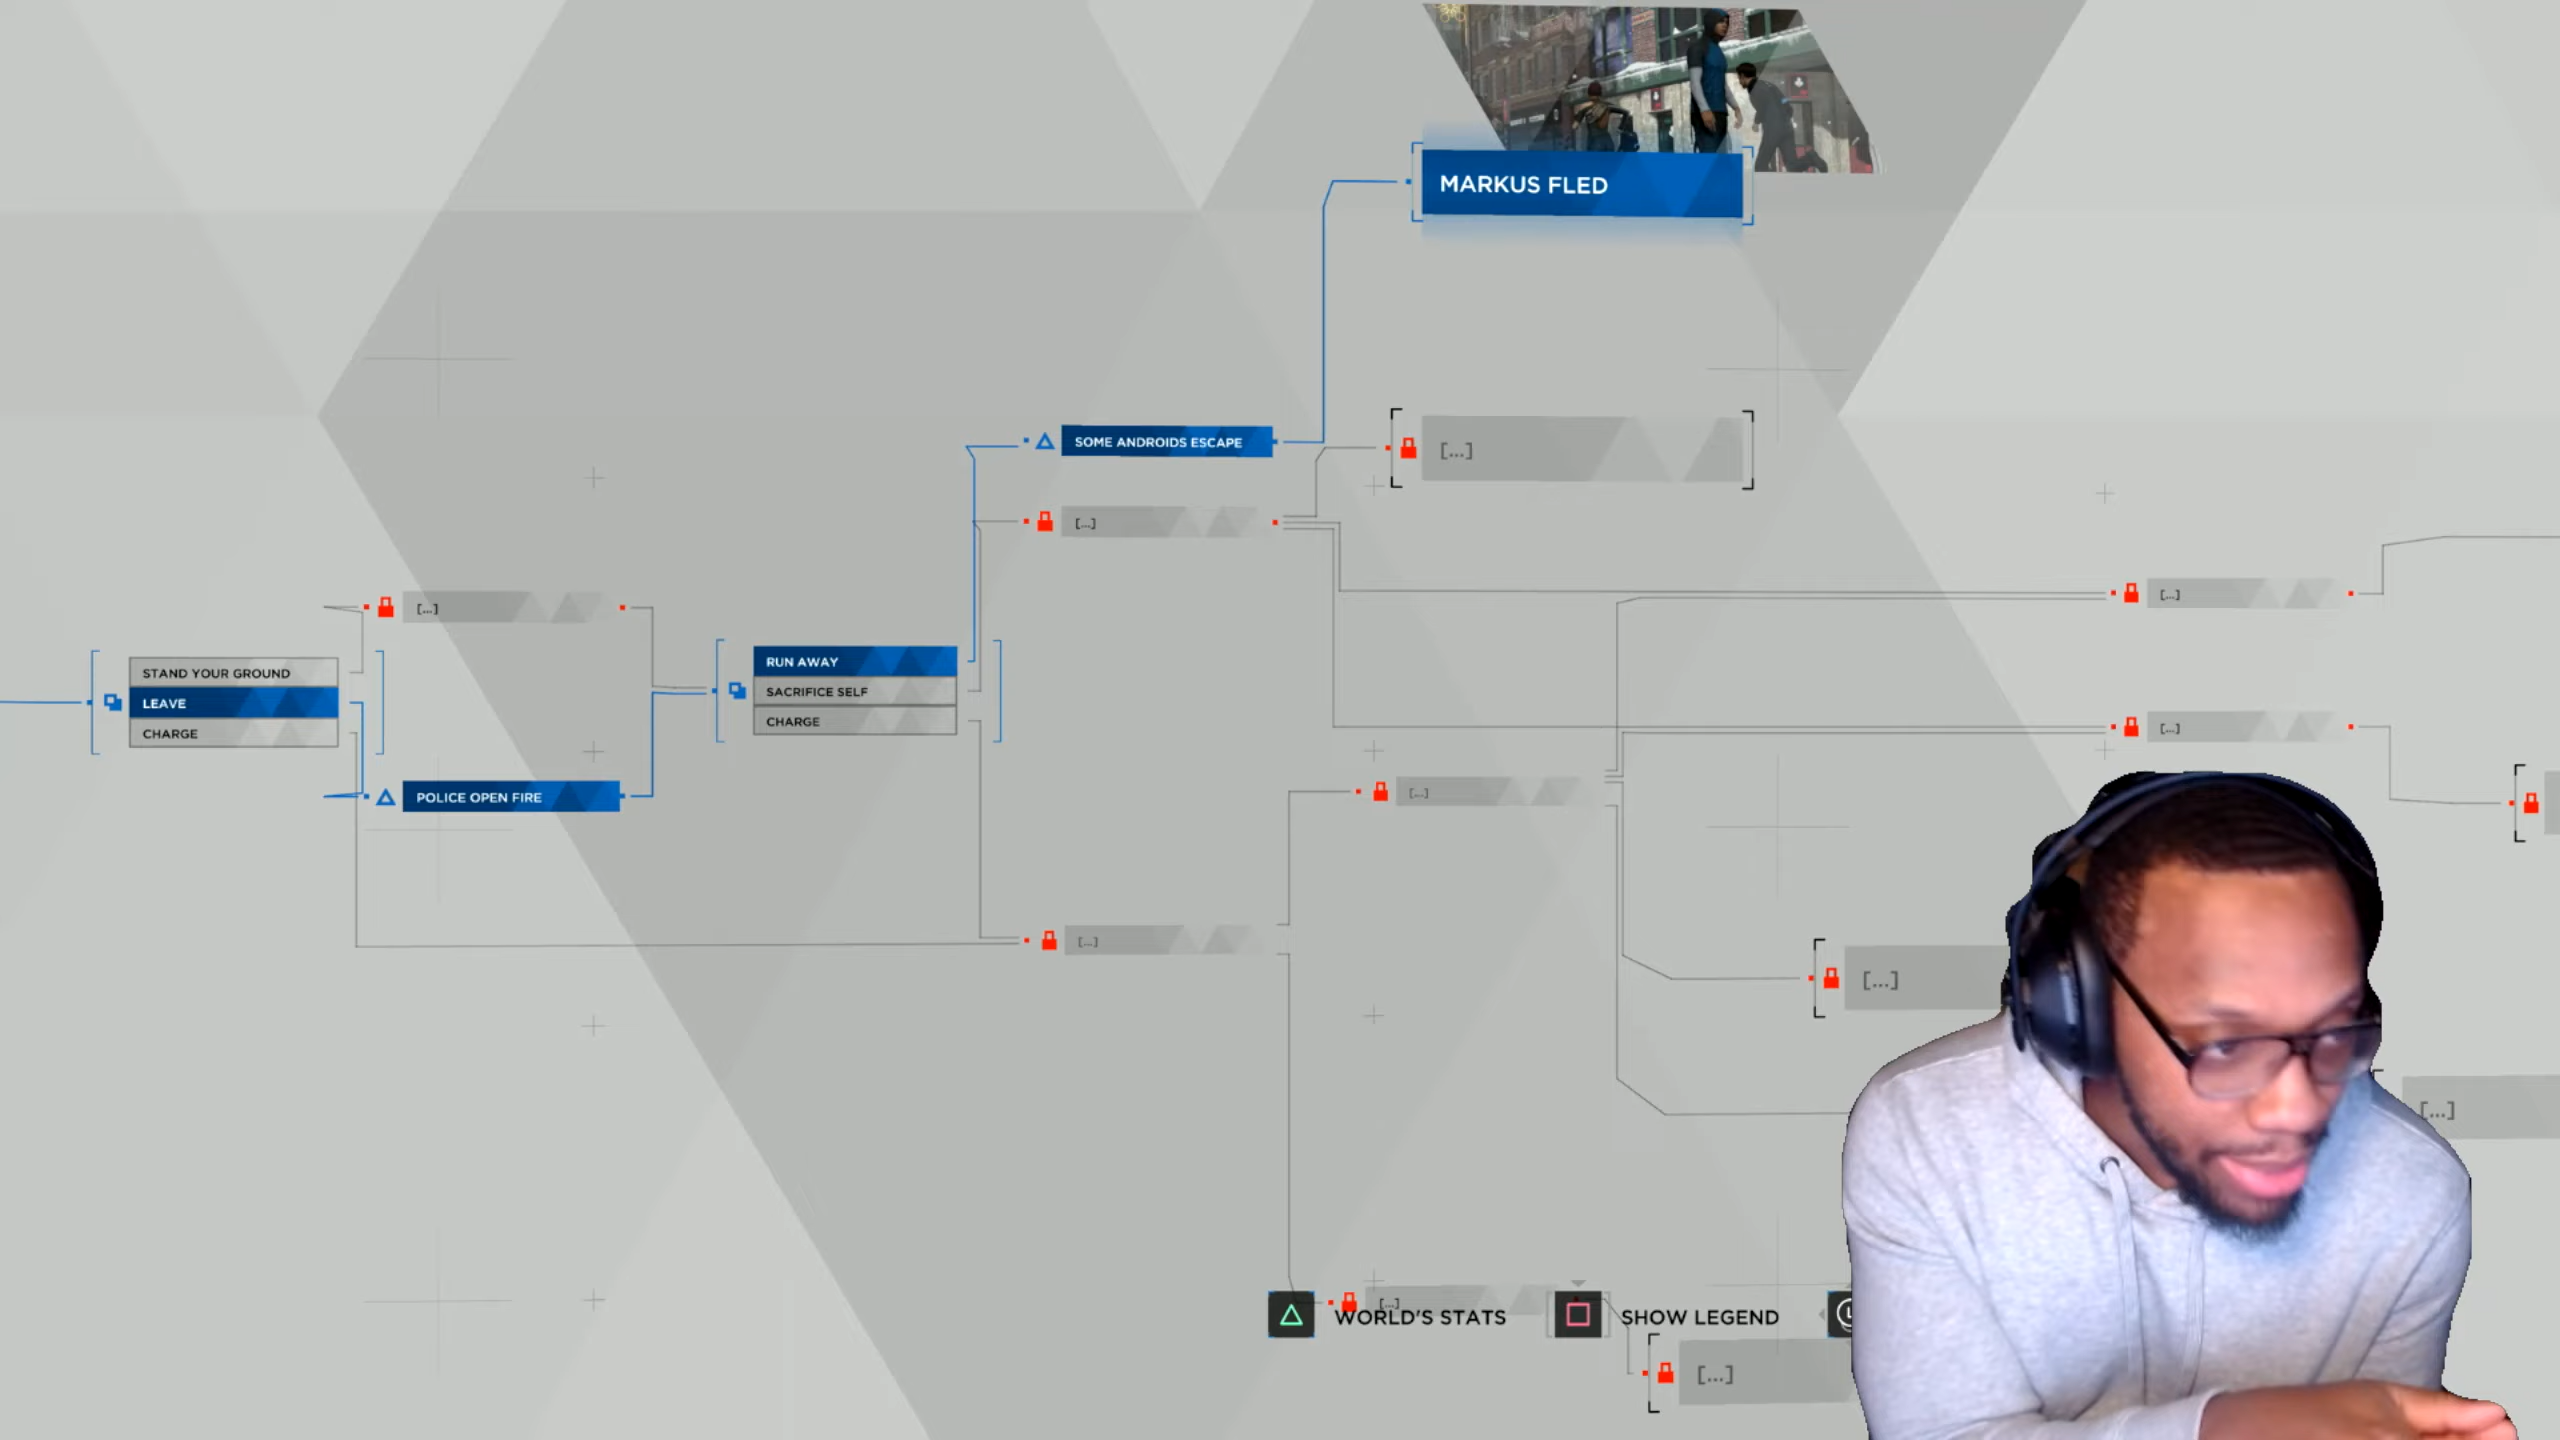 MARKUS FLED
[...]
SOME ANDROIDS ESCAPE
[...]
[...]
[...]
STAND YOUR GROUND
LEAVE
CHARGE
RUN AWAY
SACRIFICE SELF
CHARGE
[...]
POLICE OPEN FIRE
[...]
[...]
[...]
[...]
[...]
WORLD'S STATS
SHOW LEGEND
[...]